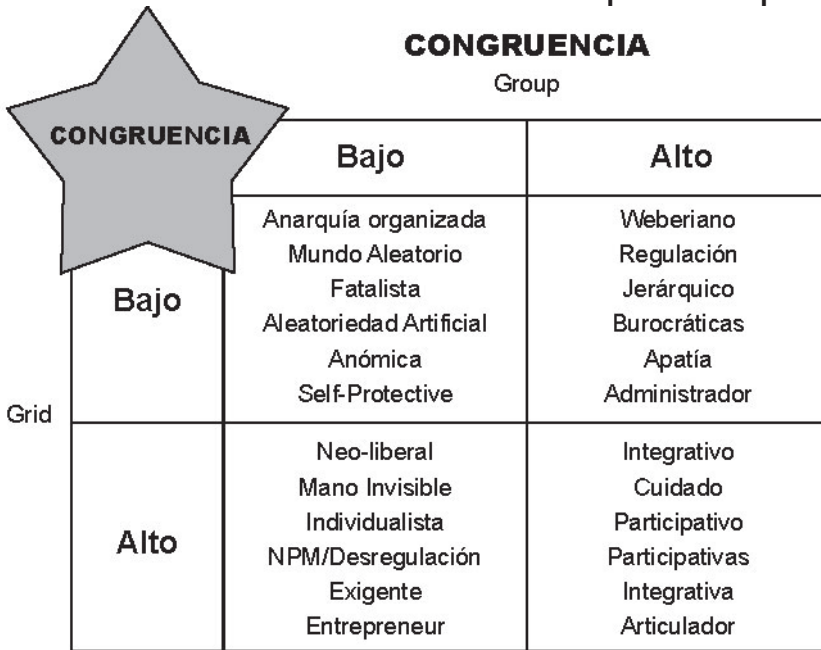 CONGRUENCIA
Group
CONGRUENCIA
Bajo
Alto
Grid
Bajo
Anarquía organizada
Mundo Aleatorio
Fatalista
Aleatoriedad Artificial
Anómica
Self-Protective
Weberiano
Regulación
Jerárquico
Burocráticas
Apatía
Administrador
Alto
Neo-liberal
Mano Invisible
Individualista
NPM/Desregulación
Exigente
Entrepreneur
Integrativo
Cuidado
Participativo
Participativas
Integrativa
Articulador